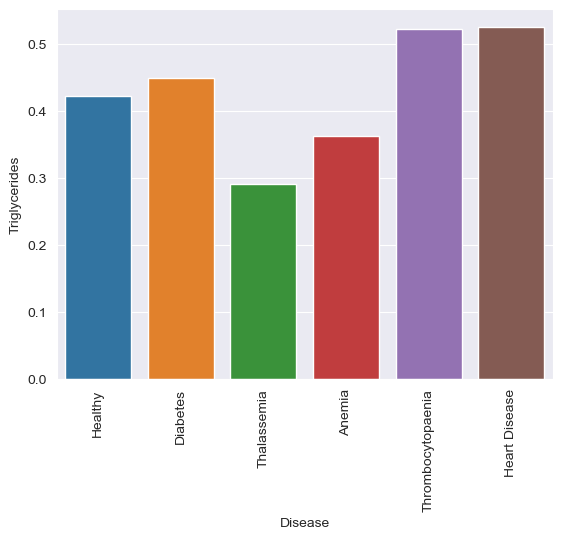 Triglycerides
0.5
0.4
0.3
0.2
0.1
0.0
Healthy
Diabetes
Thalassemia
Anemia
Thrombocytopaenia
Heart Disease
Disease